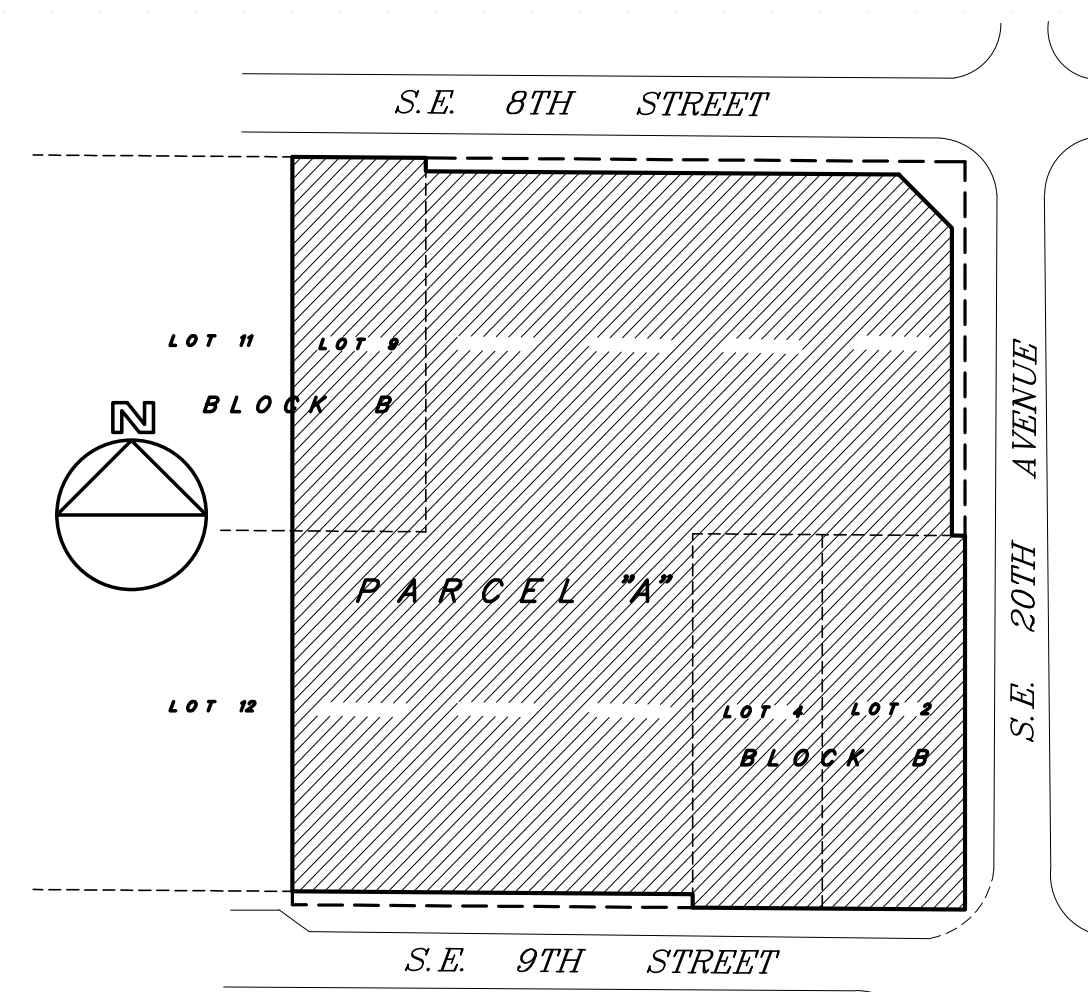 S.E. 8TH STREET
LOT 11
LOT 9
BLOCK B
N
PARCEL "A"
S.E. 20TH AVENUE
LOT 12
LOT 4
LOT 2
BLOCK B
S.E. 9TH STREET